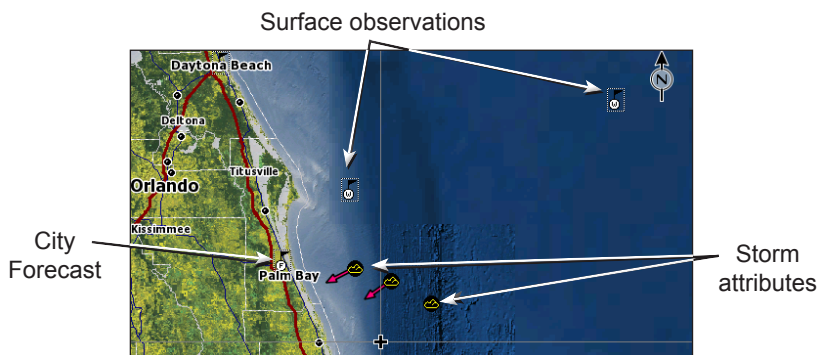 Surface observations
Daytona Beach
N
Deltona
Titusville
Orlando
Kissimmee
City
Forecast
F
Palm Bay
Storm
attributes